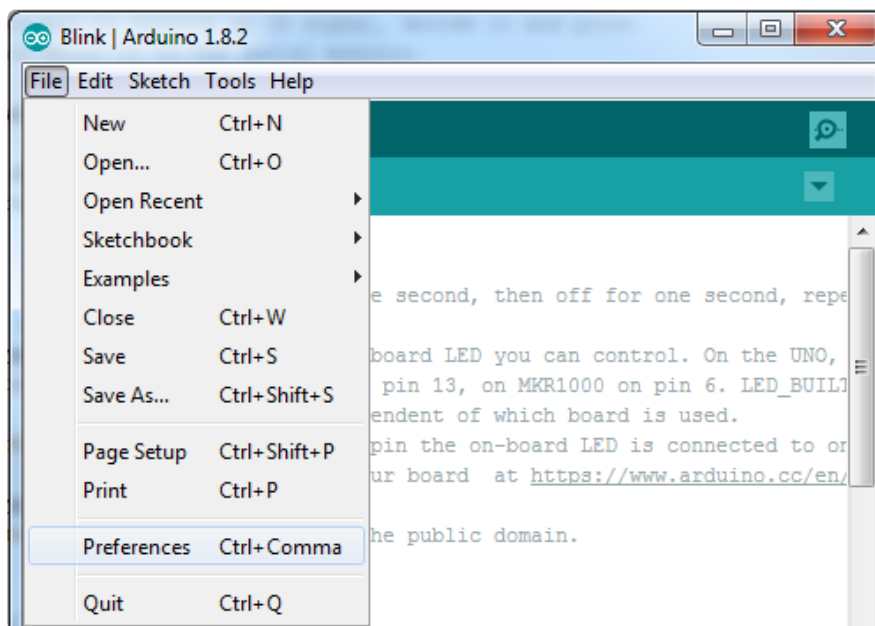 Blink | Arduino 1.8.2
File Edit Sketch Tools Help
New Ctrl+N
Open... Ctrl+O
Open Recent
Sketchbook
Examples
Close Ctrl+W
Save Ctrl+S
Save As... Ctrl+Shift+S
Page Setup Ctrl+Shift+P
Print Ctrl+P
Preferences Ctrl+Comma
Quit Ctrl+Q
e second, then off for one second, repe
board LED you can control. On the UNO,
pin 13, on MKR1000 on pin 6. LED_BUILT
endent of which board is used.
pin the on-board LED is connected to on
ur board at https://www.arduino.cc/en/
he public domain.